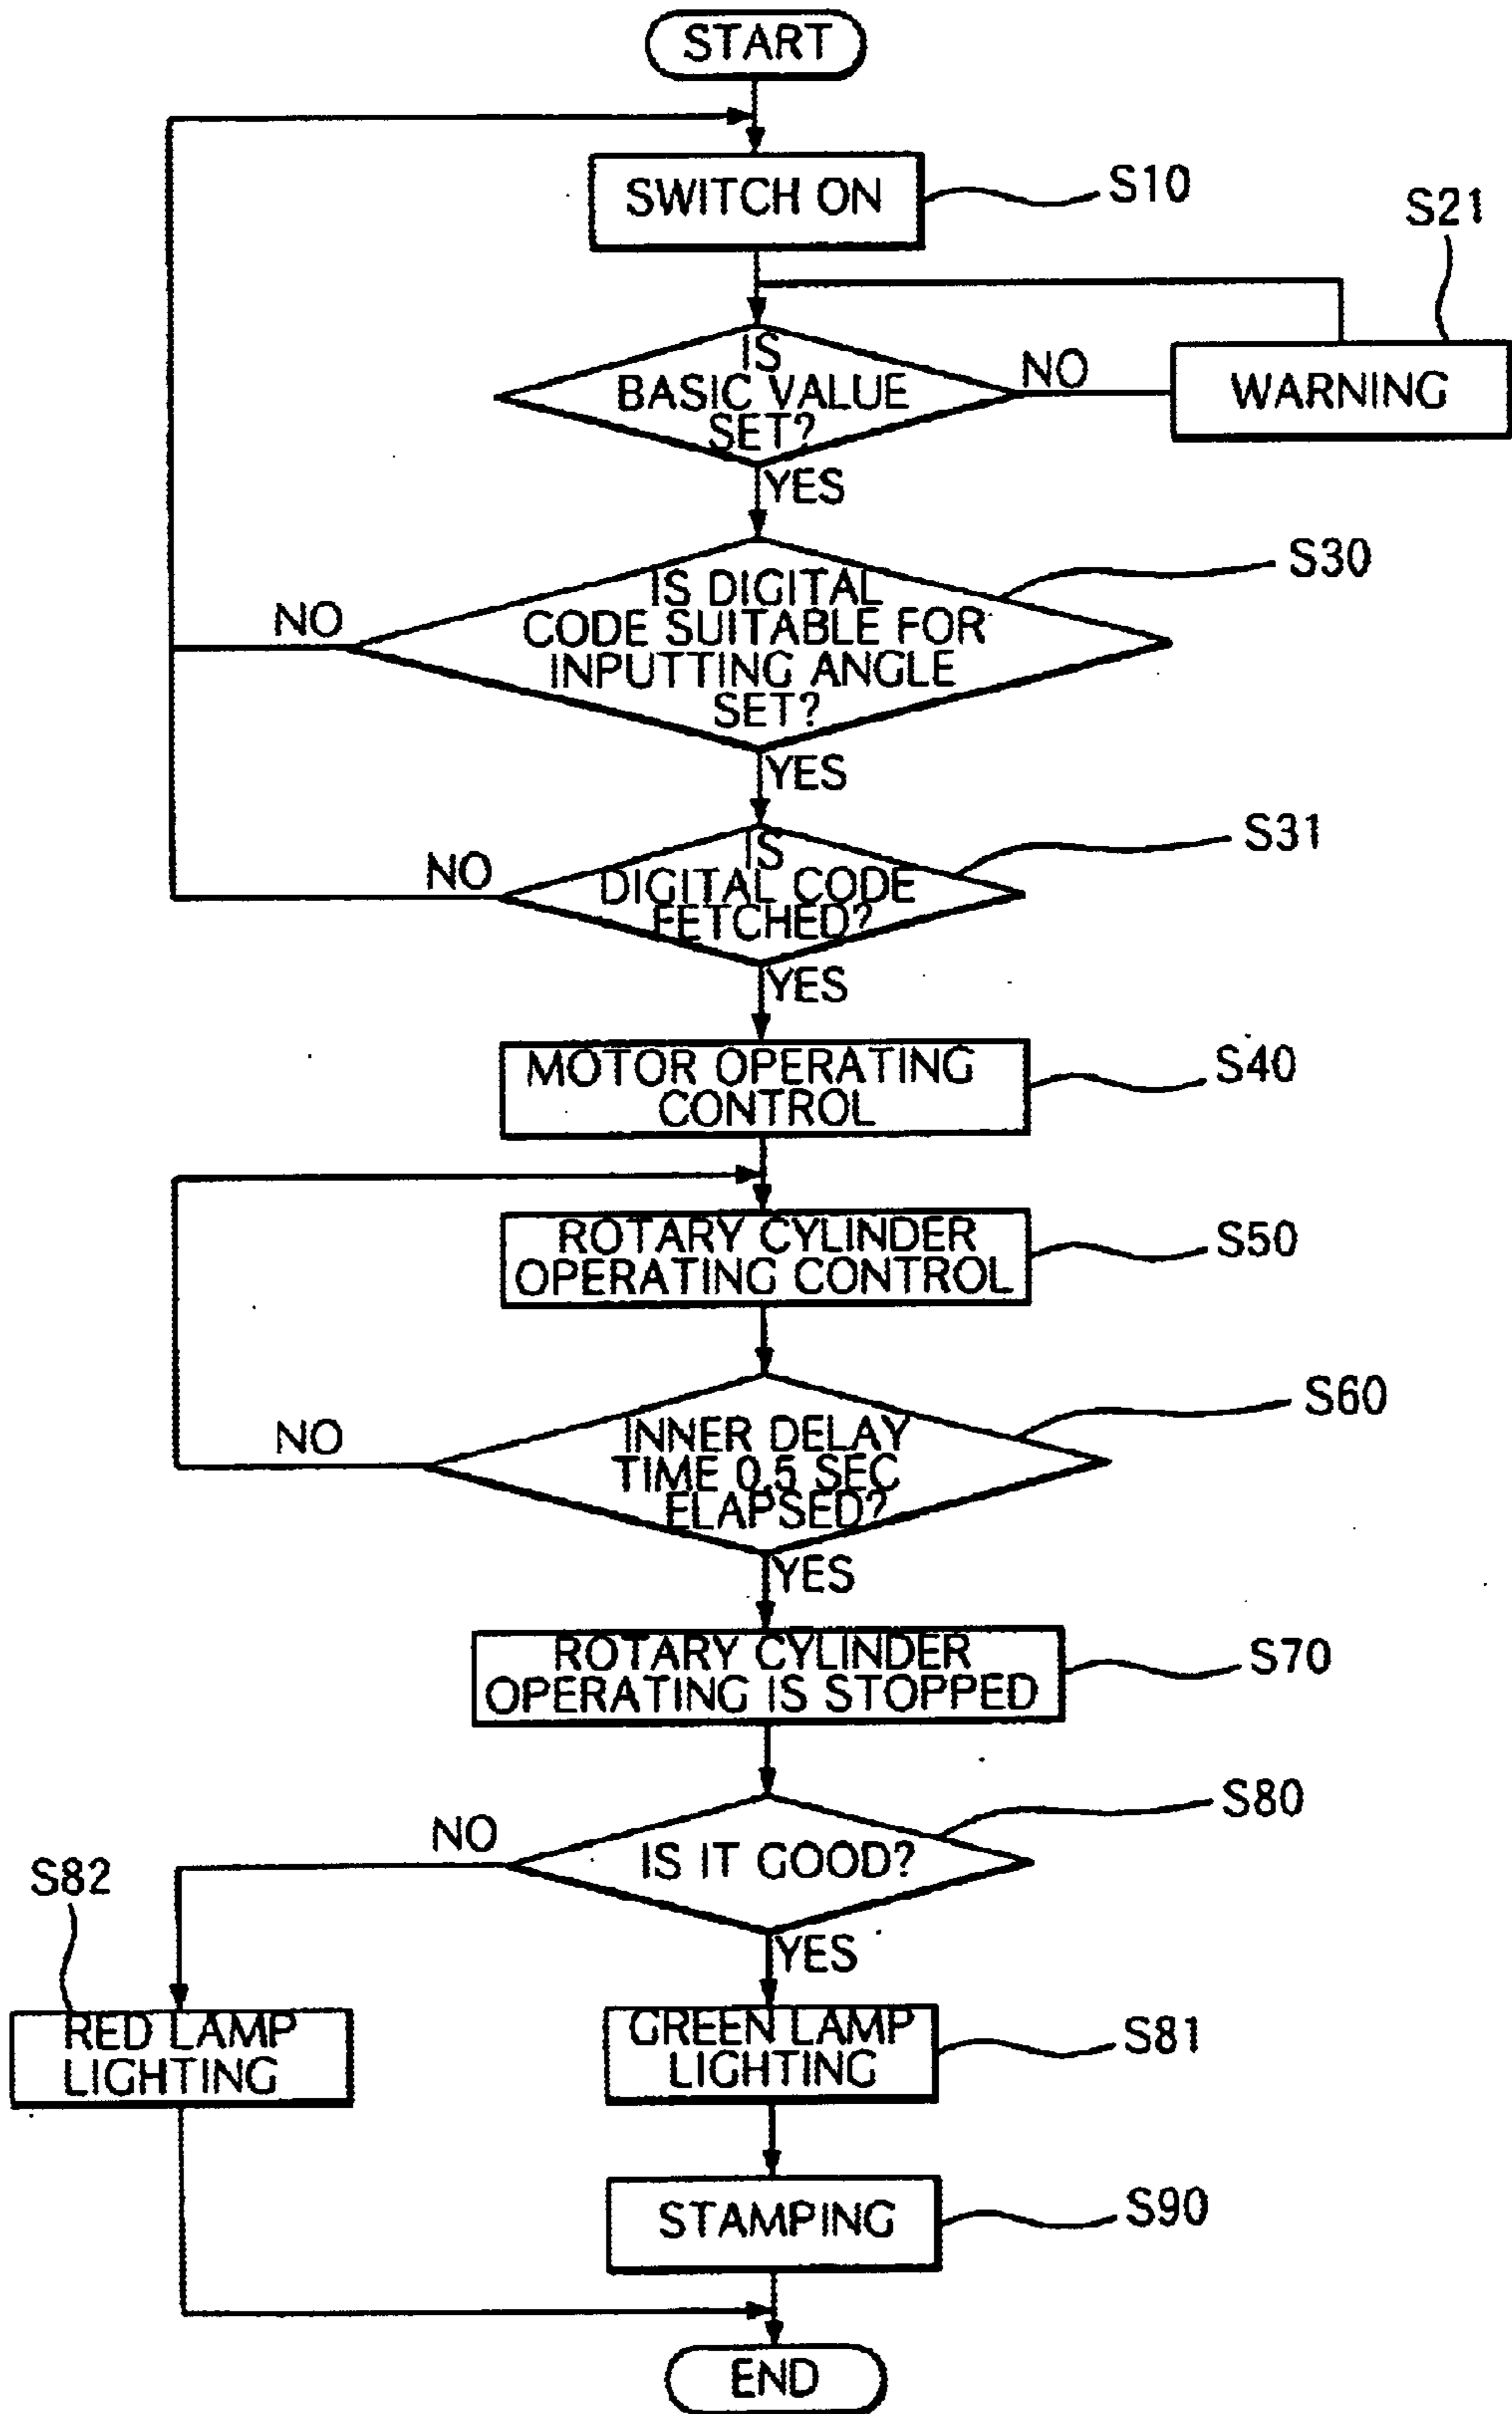 START
SWITCH ON
S10
S21
IS
BASIC VALUE
SET?
NO
WARNING
YES
S30
IS DIGITAL
CODE SUITABLE FOR
INPUTTING ANGLE
SET?
NO
YES
S31
IS
DIGITAL CODE
FETCHED?
NO
YES
MOTOR OPERATING
CONTROL
S40
ROTARY CYLINDER
OPERATING CONTROL
S50
S60
INNER DELAY
TIME 0.5 SEC
ELAPSED?
NO
YES
ROTARY CYLINDER
OPERATING IS STOPPED
S70
S80
IS IT GOOD?
NO
YES
S82
RED LAMP
LIGHTING
GREEN LAMP
LIGHTING
S81
STAMPING
S90
END